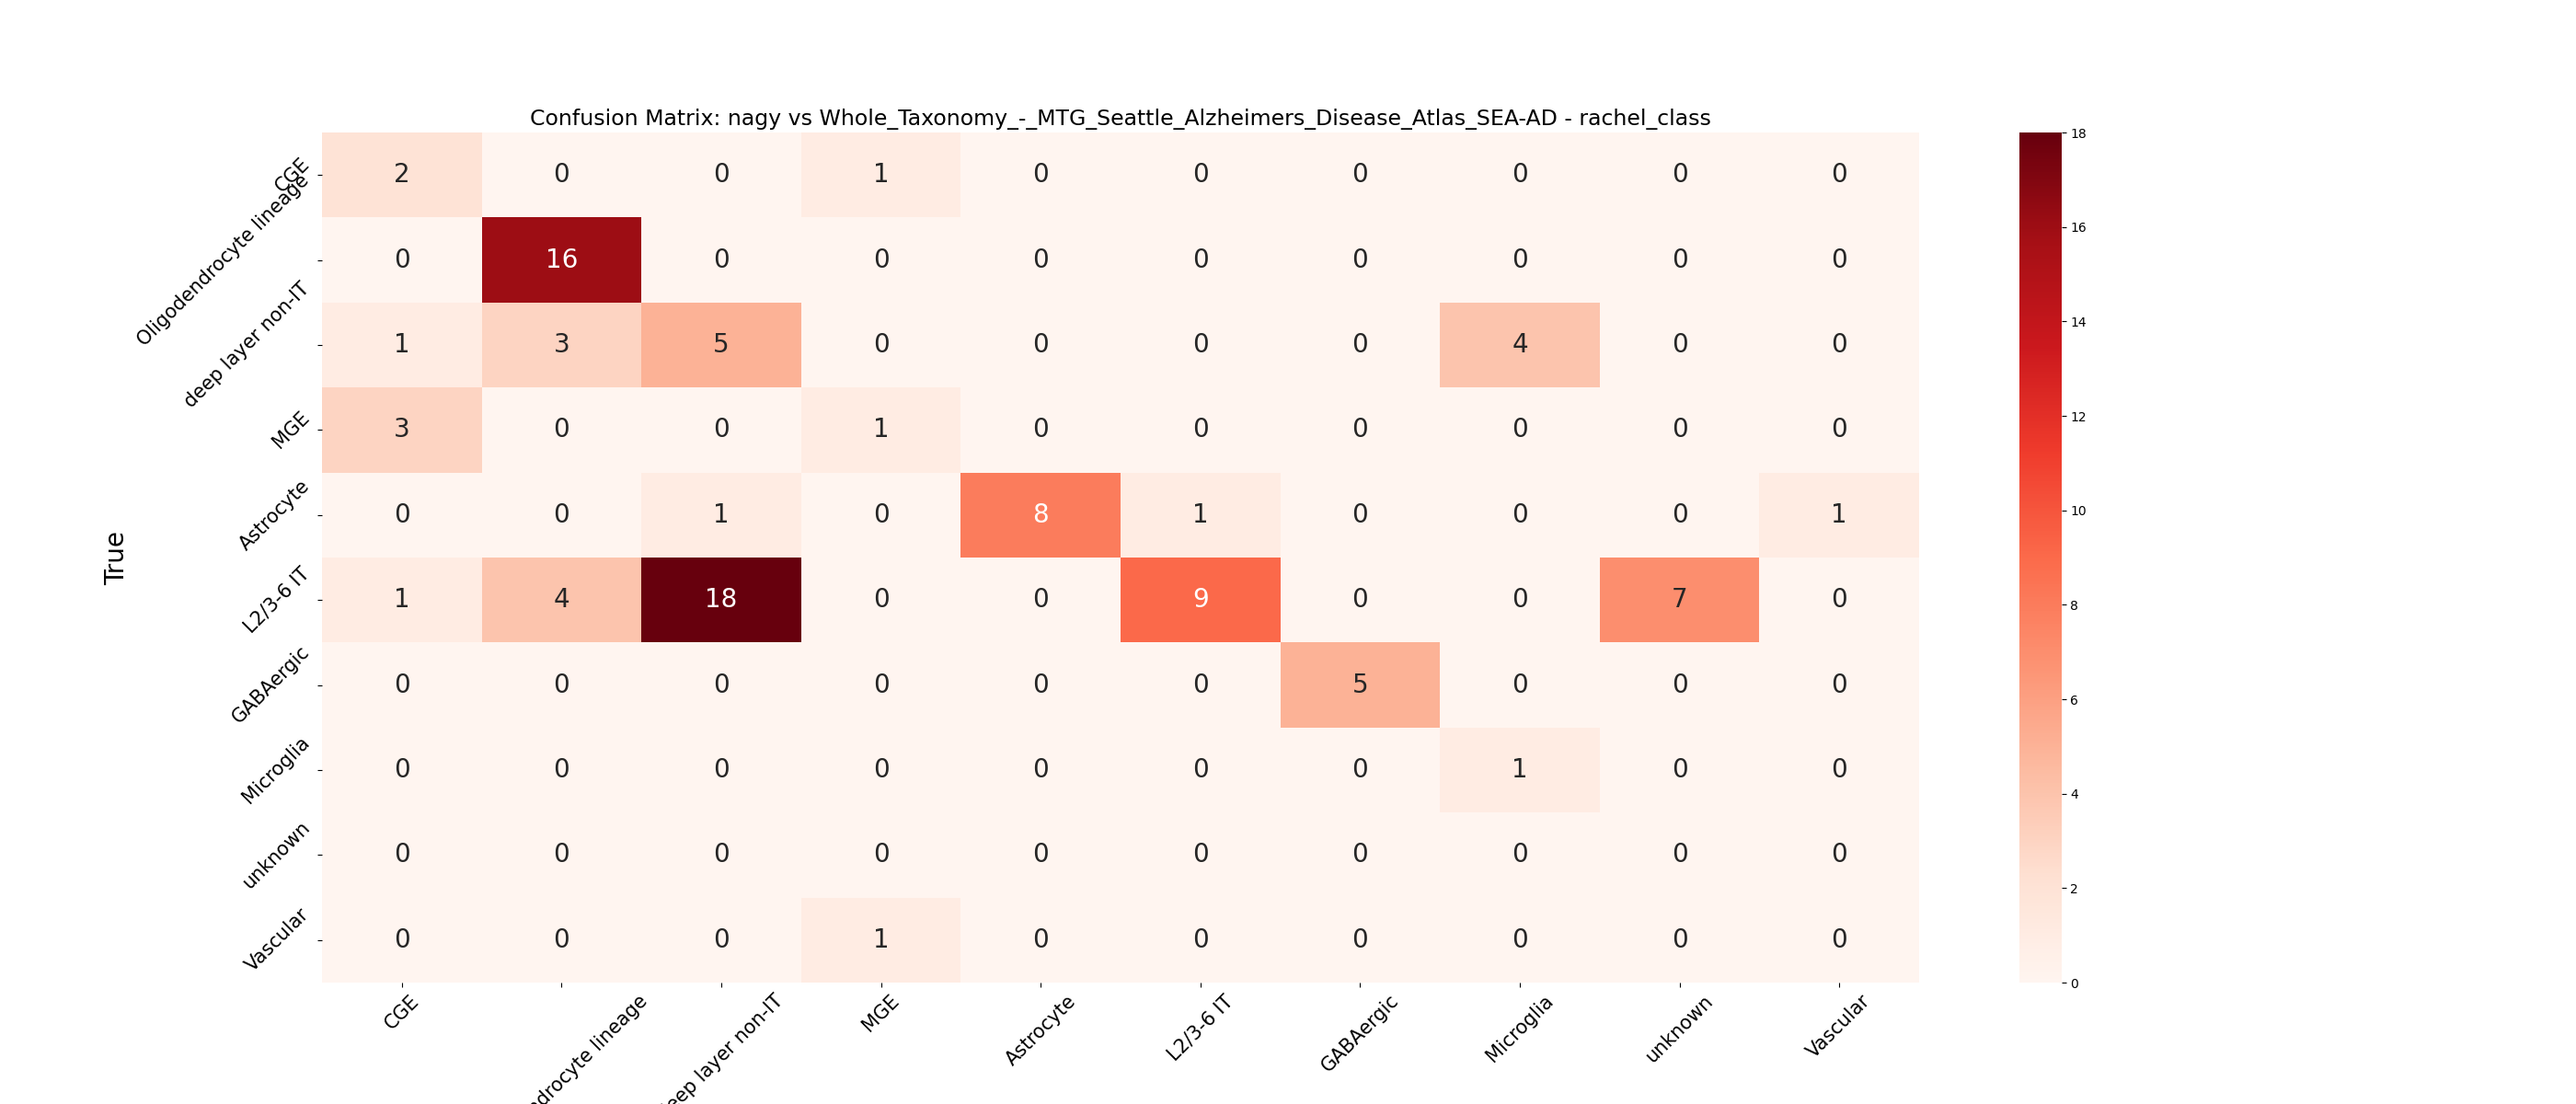 Confusion Matrix: nagy vs Whole_Taxonomy_-_MTG_Seattle_Alzheimers_Disease_Atlas_SEA-AD - rachel_class
True
CGE 2 0 0 1 0 0 0 0 0 0
Oligodendrocyte lineage 0 16 0 0 0 0 0 0 0 0
deep layer non-IT 1 3 5 0 0 0 0 4 0 0
MGE 3 0 0 1 0 0 0 0 0 0
Astrocyte 0 0 1 0 8 1 0 0 0 1
L2/3-6 IT 1 4 18 0 0 9 0 0 7 0
GABAergic 0 0 0 0 0 0 5 0 0 0
Microglia 0 0 0 0 0 0 0 1 0 0
unknown 0 0 0 0 0 0 0 0 0 0
Vascular 0 0 0 1 0 0 0 0 0 0
CGE
lineage
layer non-IT
MGE
Astrocyte
L2/3-6 IT
GABAergic
Microglia
unknown
Vascular
18
16
14
12
10
8
6
4
2
0